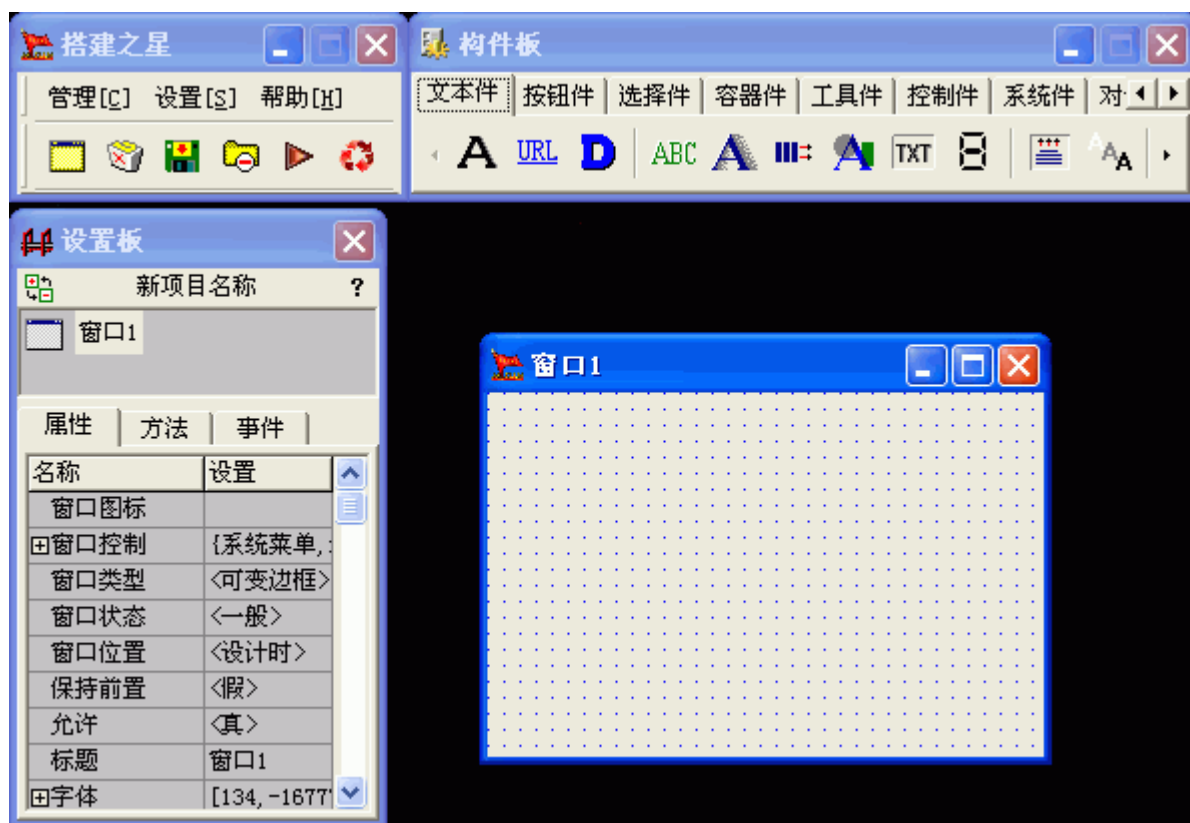 搭建之星
管理[C] 设置[S] 帮助[H]
构件板
文本件 按钮件 选择件 容器件 工具件 控制件 系统件 对
A URL D ABC A A TXT 8 AAA
设置板
新项目名称 ?
窗口1
属性 方法 事件
名称 设置
窗口图标
窗口控制 {系统菜单,
窗口类型 <可变边框>
窗口状态 <一般>
窗口位置 <设计时>
保持前置 <假>
允许 <真>
标题 窗口1
字体 [134,-1677
窗口1